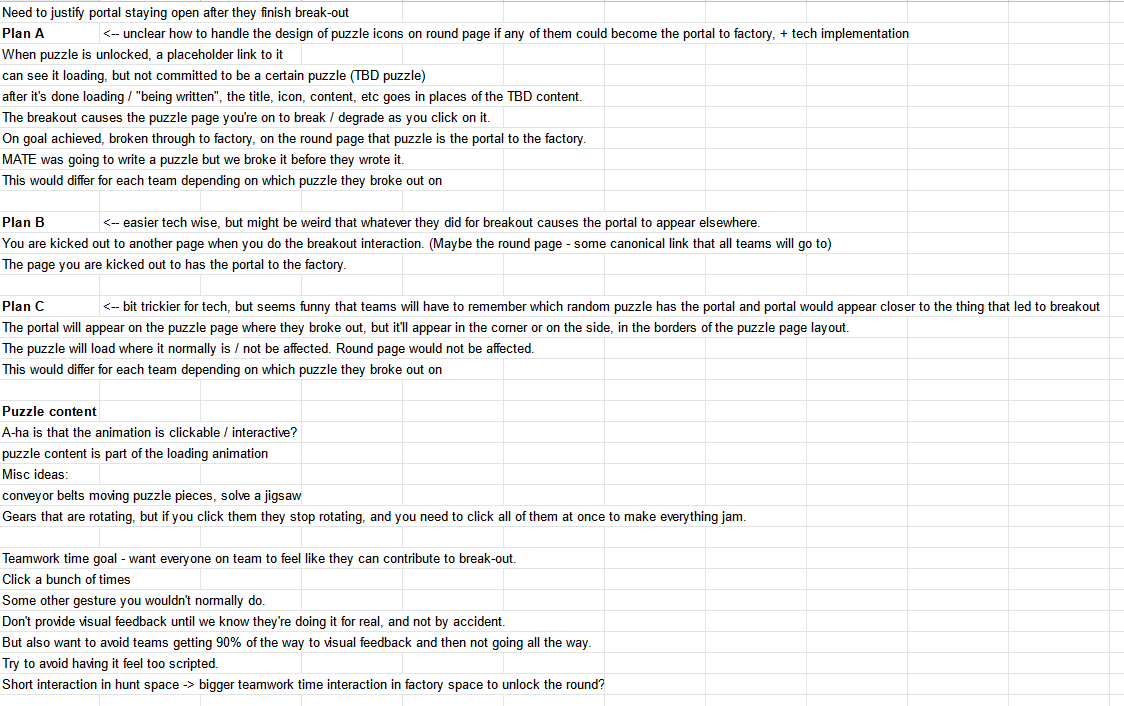 Need to justify portal staying open after they finish break-out
Plan A <-- unclear how to handle the design of puzzle icons on round page if any of them could become the portal to factory, + tech implementation
When puzzle is unlocked, a placeholder link to it
can see it loading, but not committed to be a certain puzzle (TBD puzzle)
after it's done loading / "being written", the title, icon, content, etc goes in places of the TBD content.
The breakout causes the puzzle page you're on to break / degrade as you click on it.
On goal achieved, broken through to factory, on the round page that puzzle is the portal to the factory.
MATE was going to write a puzzle but we broke it before they wrote it.
This would differ for each team depending on which puzzle they broke out on
Plan B <-- easier tech wise, but might be weird that whatever they did for breakout causes the portal to appear elsewhere.
You are kicked out to another page when you do the breakout interaction. (Maybe the round page - some canonical link that all teams will go to)
The page you are kicked out to has the portal to the factory.
Plan C <-- bit trickier for tech, but seems funny that teams will have to remember which random puzzle has the portal and portal would appear closer to the thing that led to breakout
The portal will appear on the puzzle page where they broke out, but it'll appear in the corner or on the side, in the borders of the puzzle page layout.
The puzzle will load where it normally is / not be affected. Round page would not be affected.
This would differ for each team depending on which puzzle they broke out on
Puzzle content
A-ha is that the animation is clickable / interactive?
puzzle content is part of the loading animation
Misc ideas:
conveyor belts moving puzzle pieces, solve a jigsaw
Gears that are rotating, but if you click them they stop rotating, and you need to click all of them at once to make everything jam.
Teamwork time goal - want everyone on team to feel like they can contribute to break-out.
Click a bunch of times
Some other gesture you wouldn't normally do.
Don't provide visual feedback until we know they're doing it for real, and not by accident.
But also want to avoid teams getting 90% of the way to visual feedback and then not going all the way.
Try to avoid having it feel too scripted.
Short interaction in hunt space -> bigger teamwork time interaction in factory space to unlock the round?